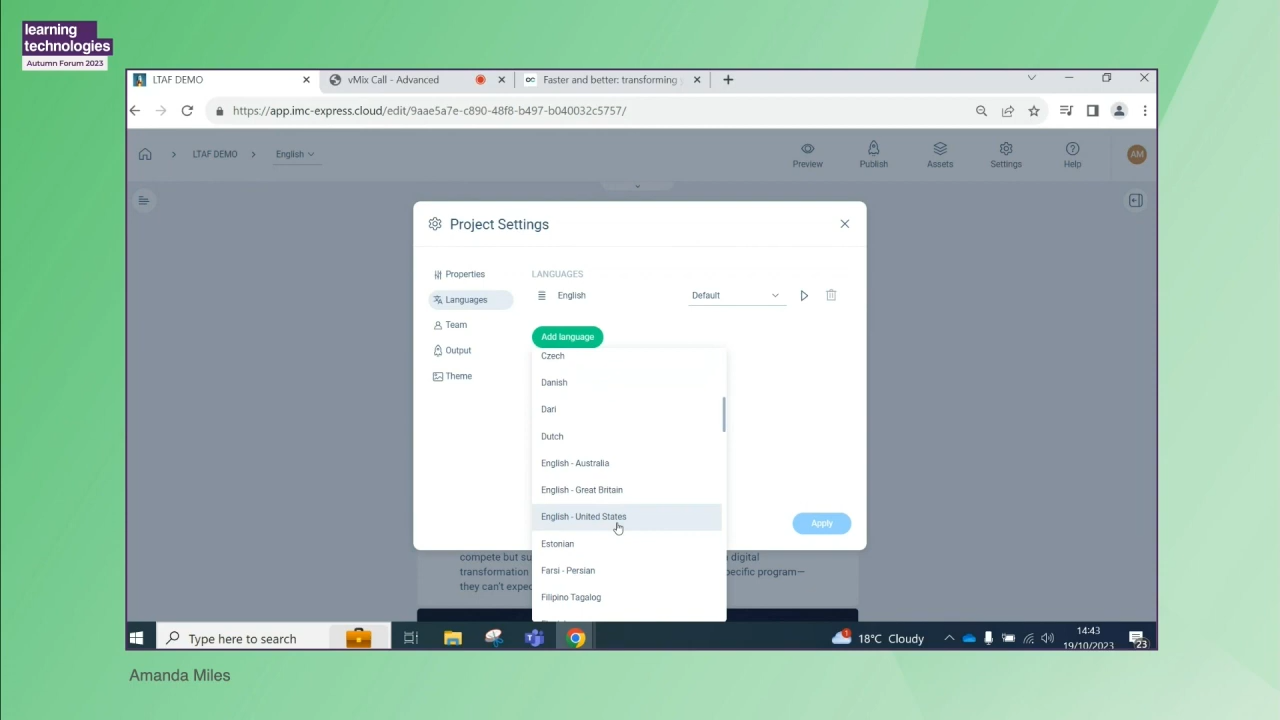 learning
technologies
Autumn Forum 2023
LTAF DEMO
vMix Call - Advanced
Faster and better: transforming
https://app.imc-express.cloud/edit/9aae5a7e-c890-48f8-b497-b040032c5757/
LTAF DEMO
English
Preview
Publish
Assets
Settings
Help
AM
Project Settings
Properties
Languages
Team
Output
Theme
LANGUAGES
English
Default
Add language
Czech
Danish
Dari
Dutch
English - Australia
English - Great Britain
English - United States
Estonian
Farsi - Persian
Filipino Tagalog
Apply
compete but
digital
transformation
pecific program—
they can't
Type here to search
1
18°C Cloudy
14:43
19/10/2023
23
Amanda Miles